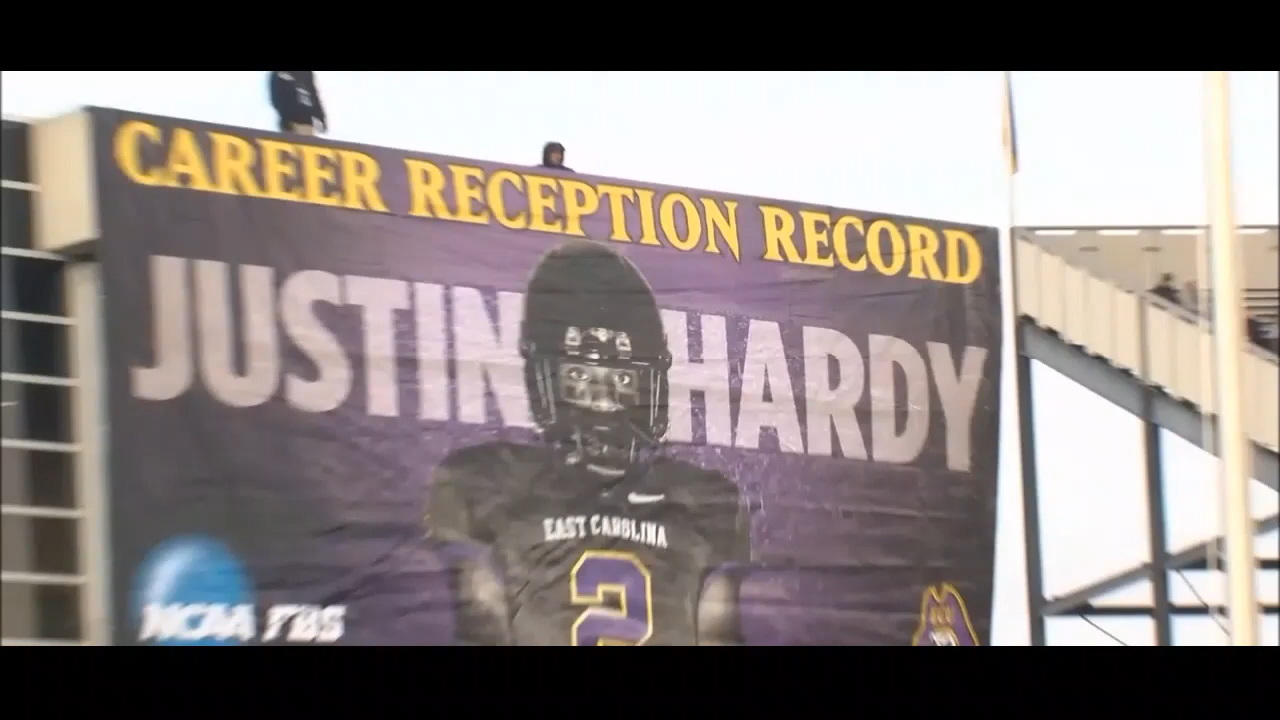 CAREER RECEPTION RECORD
JUSTIN HARDY
EAST CAROLINA
2
NCAA FBS